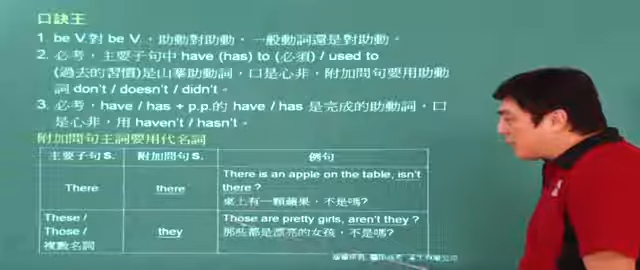 口訣王
1. be V.對 be V.，助動對助動，一般動詞還是對助動。
2. 必考，主要子句中 have (has) to (必須) / used to
(過去的習慣)是山寨助動詞，口是心非，附加問句要用助動
詞 don't / doesn't / didn't。
3. 必考，have / has + p.p.的 have / has 是完成的助動詞，口
是心非，用 haven't / hasn't。
附加問句主詞要用代名詞
主要子句 S. 附加問句 S. 例句
There there There is an apple on the table, isn't
there ?
桌上有一顆蘋果，不是嗎?
These /
Those /
複數名詞
they
Those are pretty girls, aren't they ?
那些都是漂亮的女孩，不是嗎?